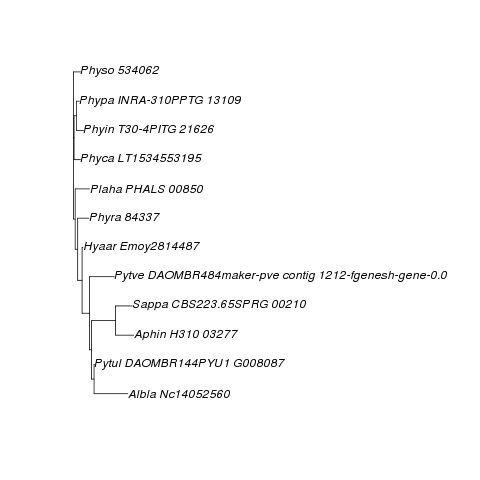 Physo 534062
Phypa INRA-310PPTG 13109
Phyin T30-4PITG 21626
Phyca LT1534553195
Plaha PHALS 00850
Phyra 84337
Hyaar Emoy2814487
Pytve DAOMBR484maker-pve contig 1212-fgenesh-gene-0.0
Sappa CBS223.65SPRG 00210
Aphin H310 03277
Pytul DAOMBR144PYU1 G008087
Albla Nc14052560